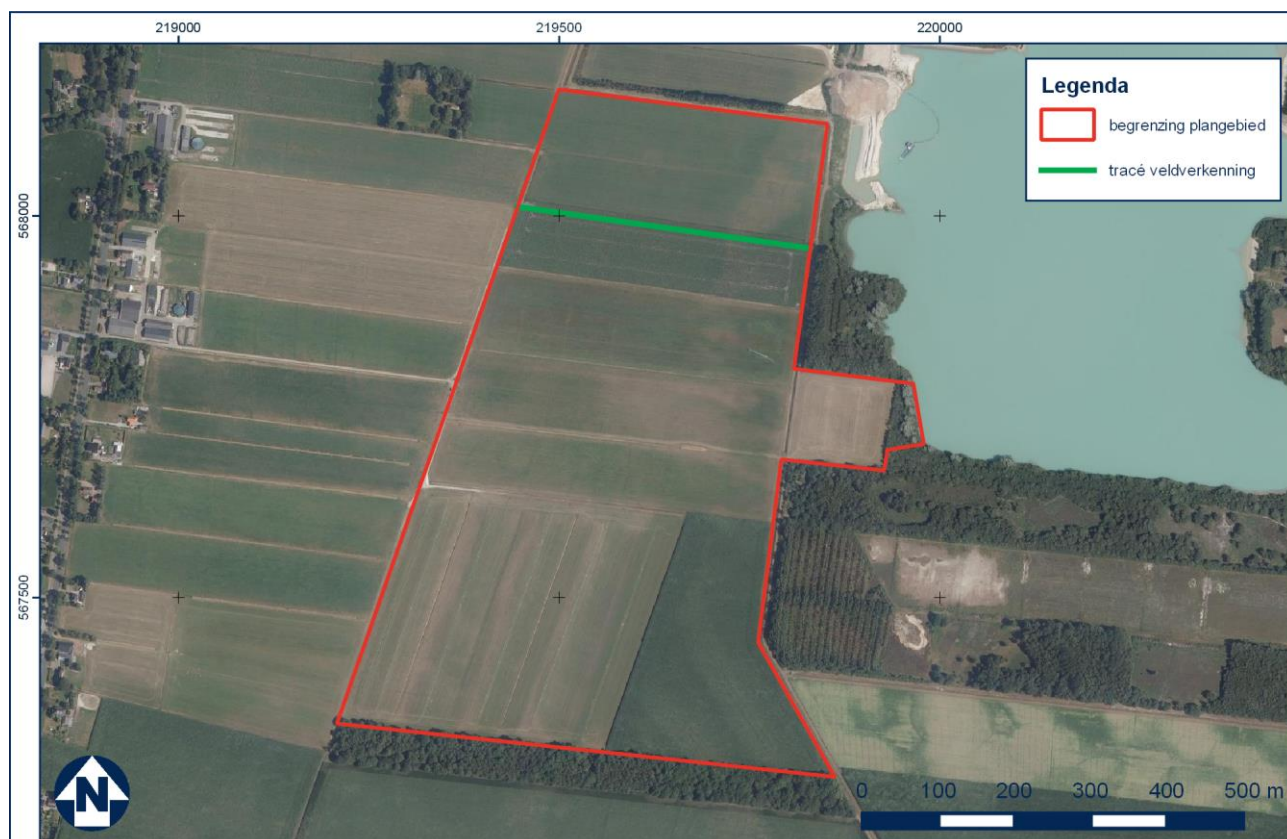 219000
219500
220000
Legenda
begrenzing plangebied
tracé veldverkenning
568000
567500
N
0 100 200 300 400 500 m